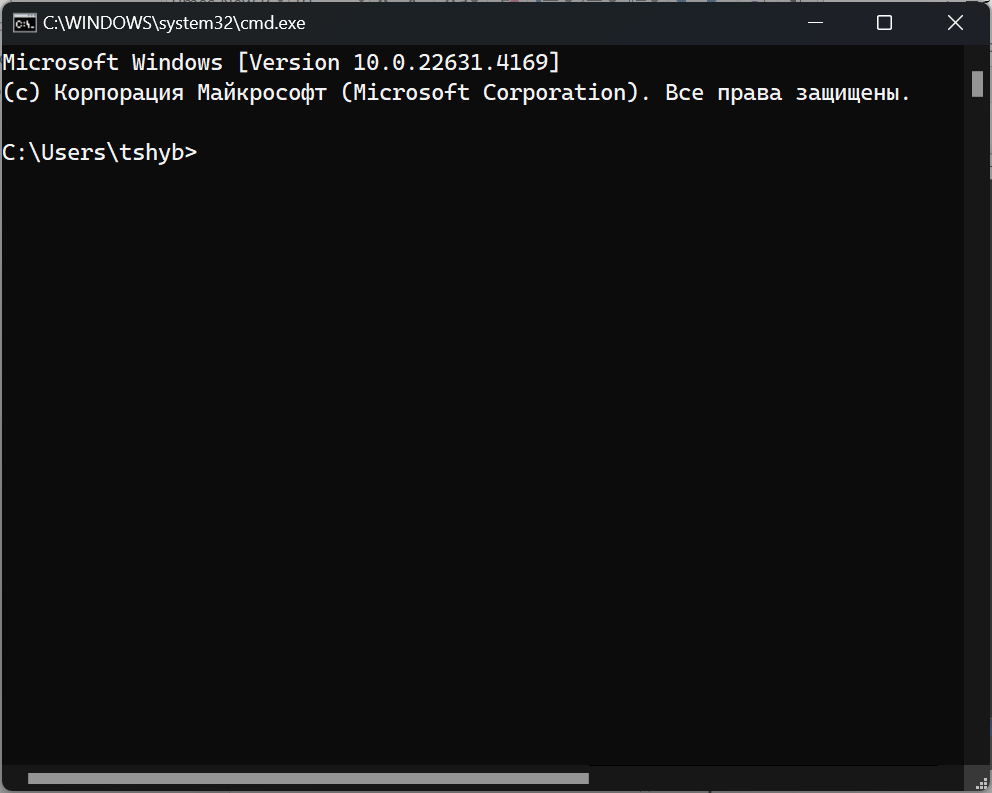 C:\WINDOWS\system32\cmd.exe
Microsoft Windows [Version 10.0.22631.4169]
(c) Корпорация Майкрософт (Microsoft Corporation). Все права защищены.
C:\Users\tshyb>